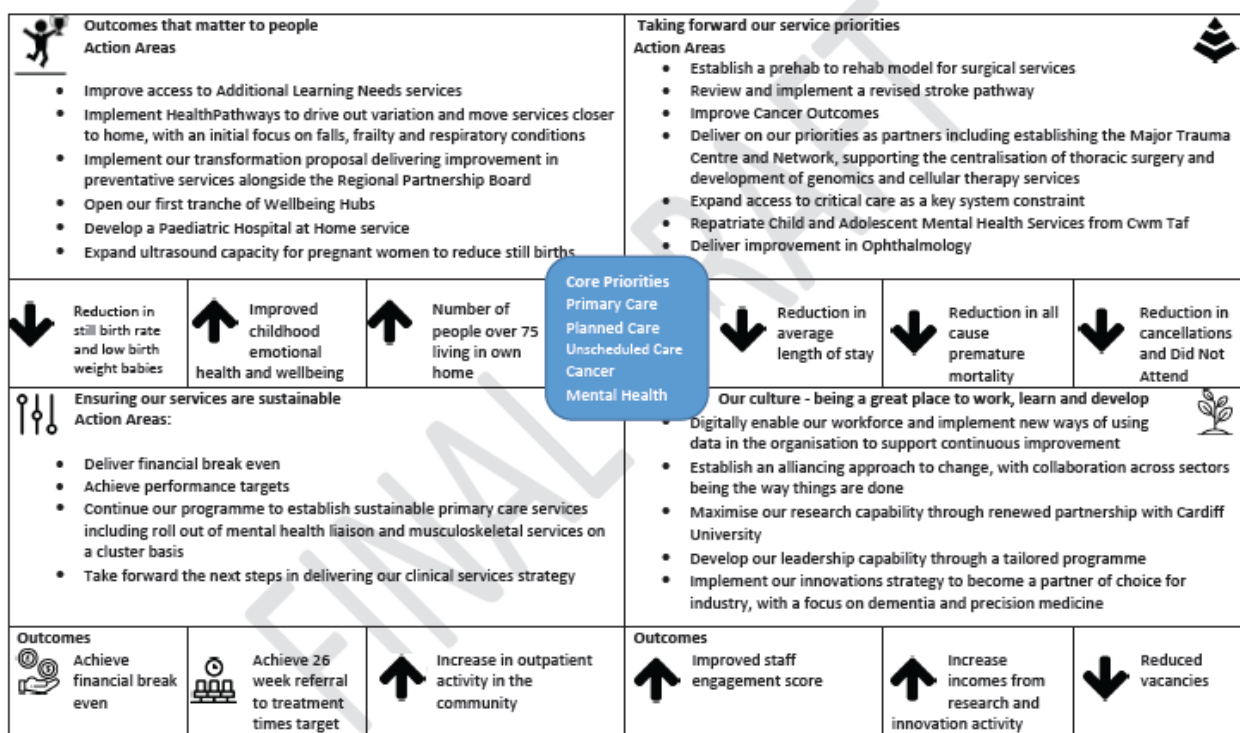 Outcomes that matter to people
Action Areas
• Improve access to Additional Learning Needs services
• Implement HealthPathways to drive out variation and move services closer
to home, with an initial focus on falls, frailty and respiratory conditions
• Implement our transformation proposal delivering improvement in
preventative services alongside the Regional Partnership Board
• Open our first tranche of Wellbeing Hubs
• Develop a Paediatric Hospital at Home service
• Expand ultrasound capacity for pregnant women to reduce still births
Taking forward our service priorities
Action Areas
• Establish a prehab to rehab model for surgical services
• Review and implement a revised stroke pathway
• Improve Cancer Outcomes
• Deliver on our priorities as partners including establishing the Major Trauma
Centre and Network, supporting the centralisation of thoracic surgery and
development of genomics and cellular therapy services
• Expand access to critical care as a key system constraint
• Repatriate Child and Adolescent Mental Health Services from Cwm Taf
• Deliver improvement in Ophthalmology
Reduction in
still birth rate
and low birth
weight babies
Improved
childhood
emotional
health and wellbeing
Number of
people over 75
living in own
home
Core Priorities
Primary Care
Planned Care
Unscheduled Care
Cancer
Mental Health
Reduction in
average
length of stay
Reduction in all
cause
premature
mortality
Reduction in
cancellations
and Did Not
Attend
Ensuring our services are sustainable
Action Areas:
• Deliver financial break even
• Achieve performance targets
• Continue our programme to establish sustainable primary care services
including roll out of mental health liaison and musculoskeletal services on
a cluster basis
• Take forward the next steps in delivering our clinical services strategy
Our culture - being a great place to work, learn and develop
• Digitally enable our workforce and implement new ways of using
data in the organisation to support continuous improvement
• Establish an alliancing approach to change, with collaboration across sectors
being the way things are done
• Maximise our research capability through renewed partnership with Cardiff
University
• Develop our leadership capability through a tailored programme
• Implement our innovations strategy to become a partner of choice for
industry, with a focus on dementia and precision medicine
Outcomes
Achieve
financial break
even
Achieve 26
week referral
to treatment
times target
Increase in outpatient
activity in the
community
Outcomes
Improved staff
engagement score
Increase
incomes from
research and
innovation activity
Reduced
vacancies
FINAL DRAFT